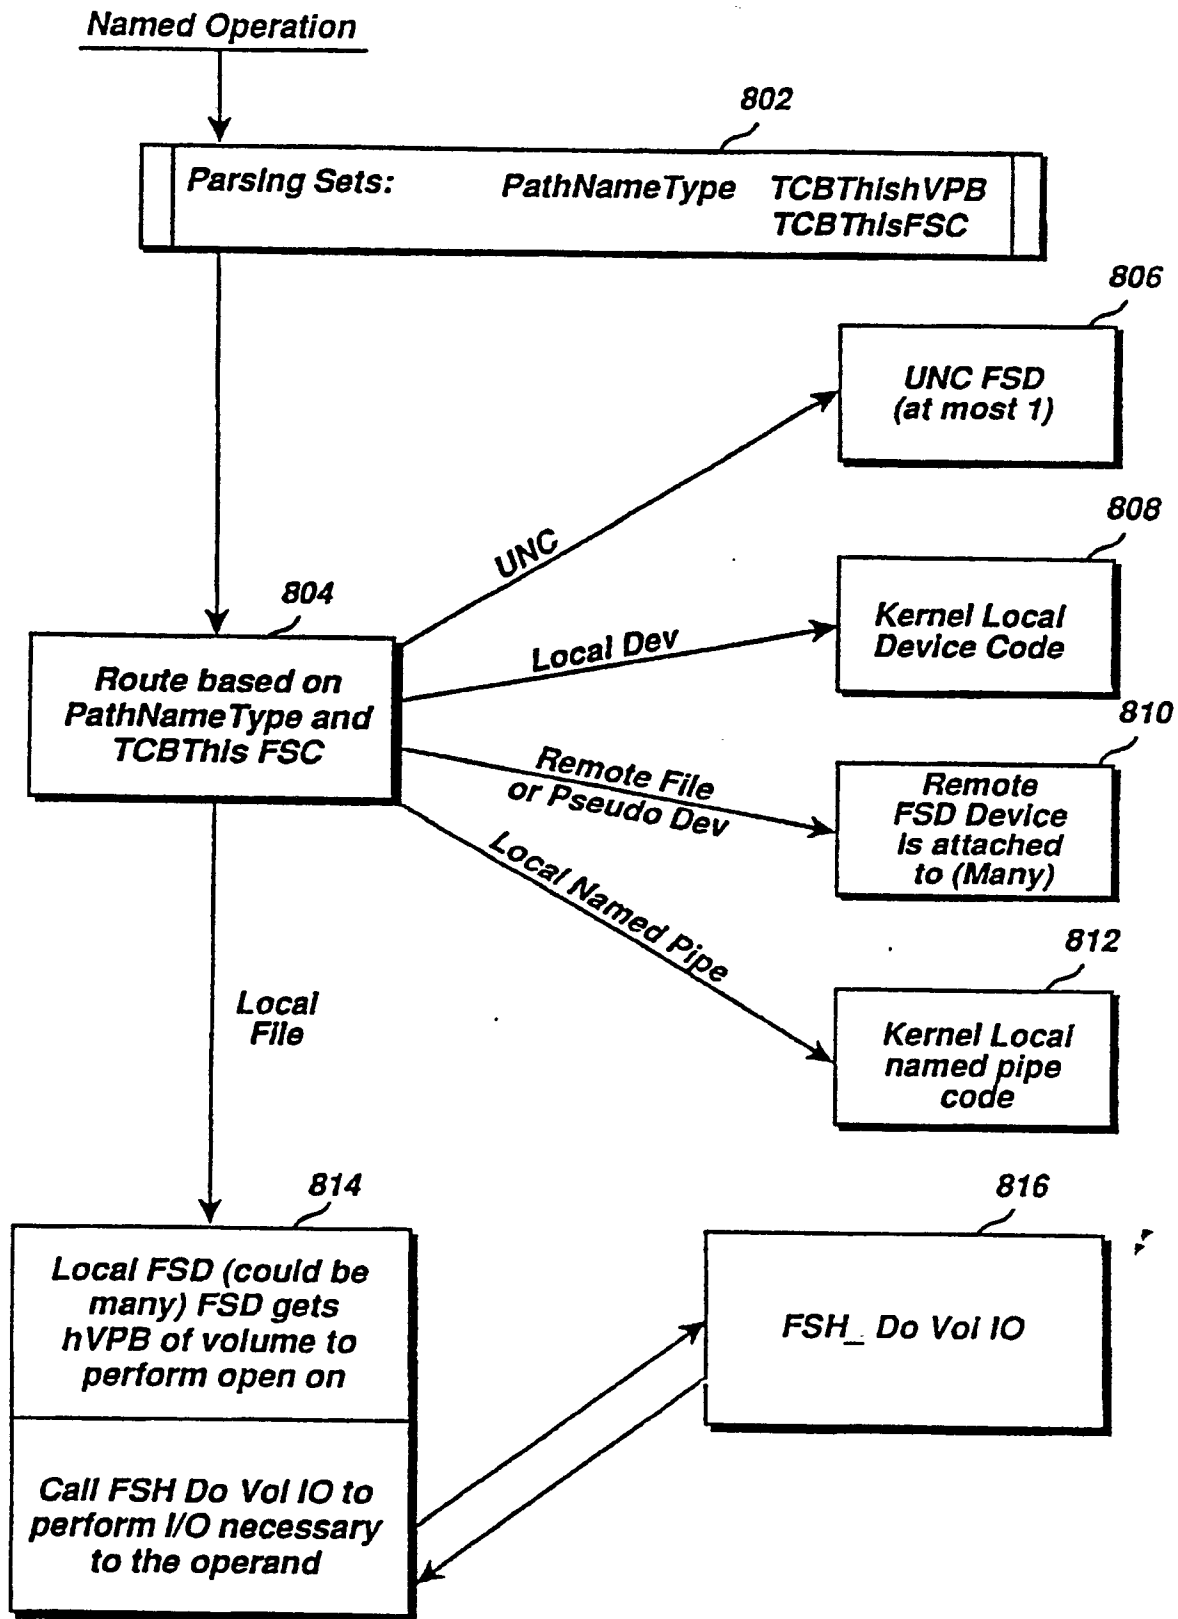 Named Operation
802
Parsing Sets: PathNameType TCBThishVPB
TCBThisFSC
806
UNC FSD
(at most 1)
808
UNC
804
Kernel Local
Device Code
Local Dev
Route based on
PathNameType and
TCBThis FSC
810
Remote File
or Pseudo Dev
Remote
FSD Device
is attached
to (Many)
Local Named Pipe
812
Local
File
Kernel Local
named pipe
code
814
816
Local FSD (could be
many) FSD gets
hVPB of volume to
perform open on
FSH_ Do Vol IO
Call FSH Do Vol IO to
perform I/O necessary
to the operand